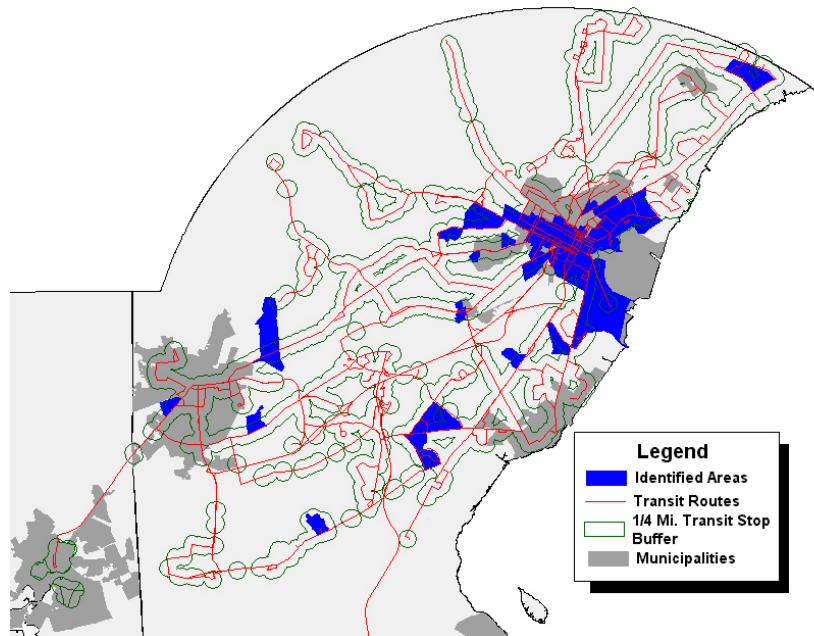 Legend
Identified Areas
Transit Routes
1/4 Mi. Transit Stop
Buffer
Municipalities